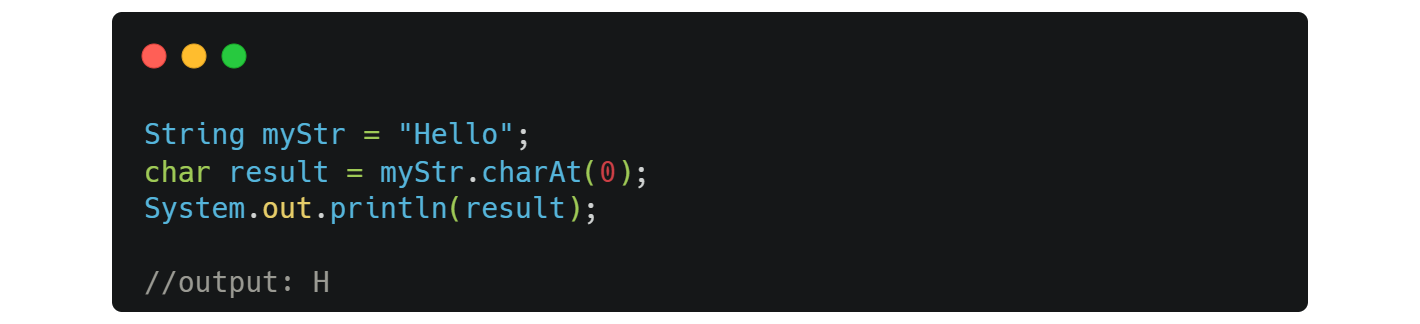 String myStr = "Hello";
char result = myStr.charAt(0);
System.out.println(result);
//output: H